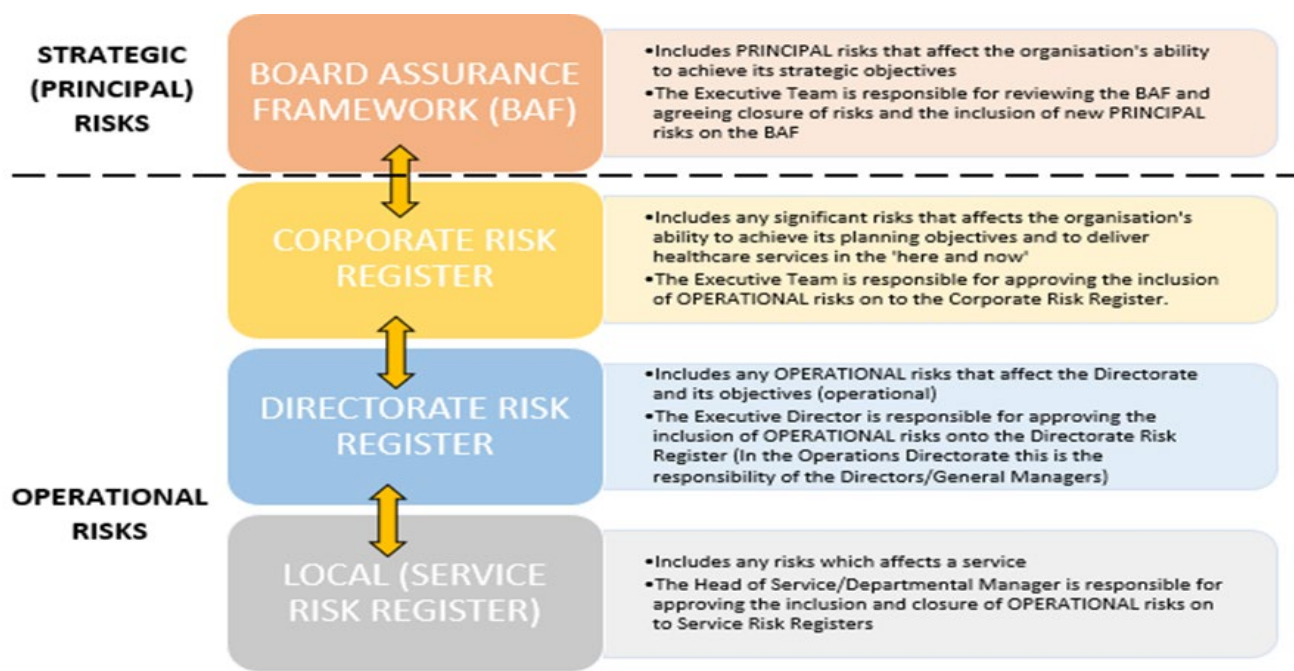 STRATEGIC
(PRINCIPAL)
RISKS
BOARD ASSURANCE
FRAMEWORK (BAF)
•Includes PRINCIPAL risks that affect the organisation's ability
to achieve its strategic objectives
•The Executive Team is responsible for reviewing the BAF and
agreeing closure of risks and the inclusion of new PRINCIPAL
risks on the BAF
CORPORATE RISK
REGISTER
•Includes any significant risks that affects the organisation's
ability to achieve its planning objectives and to deliver
healthcare services in the 'here and now'
•The Executive Team is responsible for approving the inclusion
of OPERATIONAL risks on to the Corporate Risk Register.
OPERATIONAL
RISKS
DIRECTORATE RISK
REGISTER
•Includes any OPERATIONAL risks that affect the Directorate
and its objectives (operational)
•The Executive Director is responsible for approving the
inclusion of OPERATIONAL risks onto the Directorate Risk
Register (In the Operations Directorate this is the
responsibility of the Directors/General Managers)
LOCAL (SERVICE
RISK REGISTER)
•Includes any risks which affects a service
•The Head of Service/Departmental Manager is responsible for
approving the inclusion and closure of OPERATIONAL risks on
to Service Risk Registers